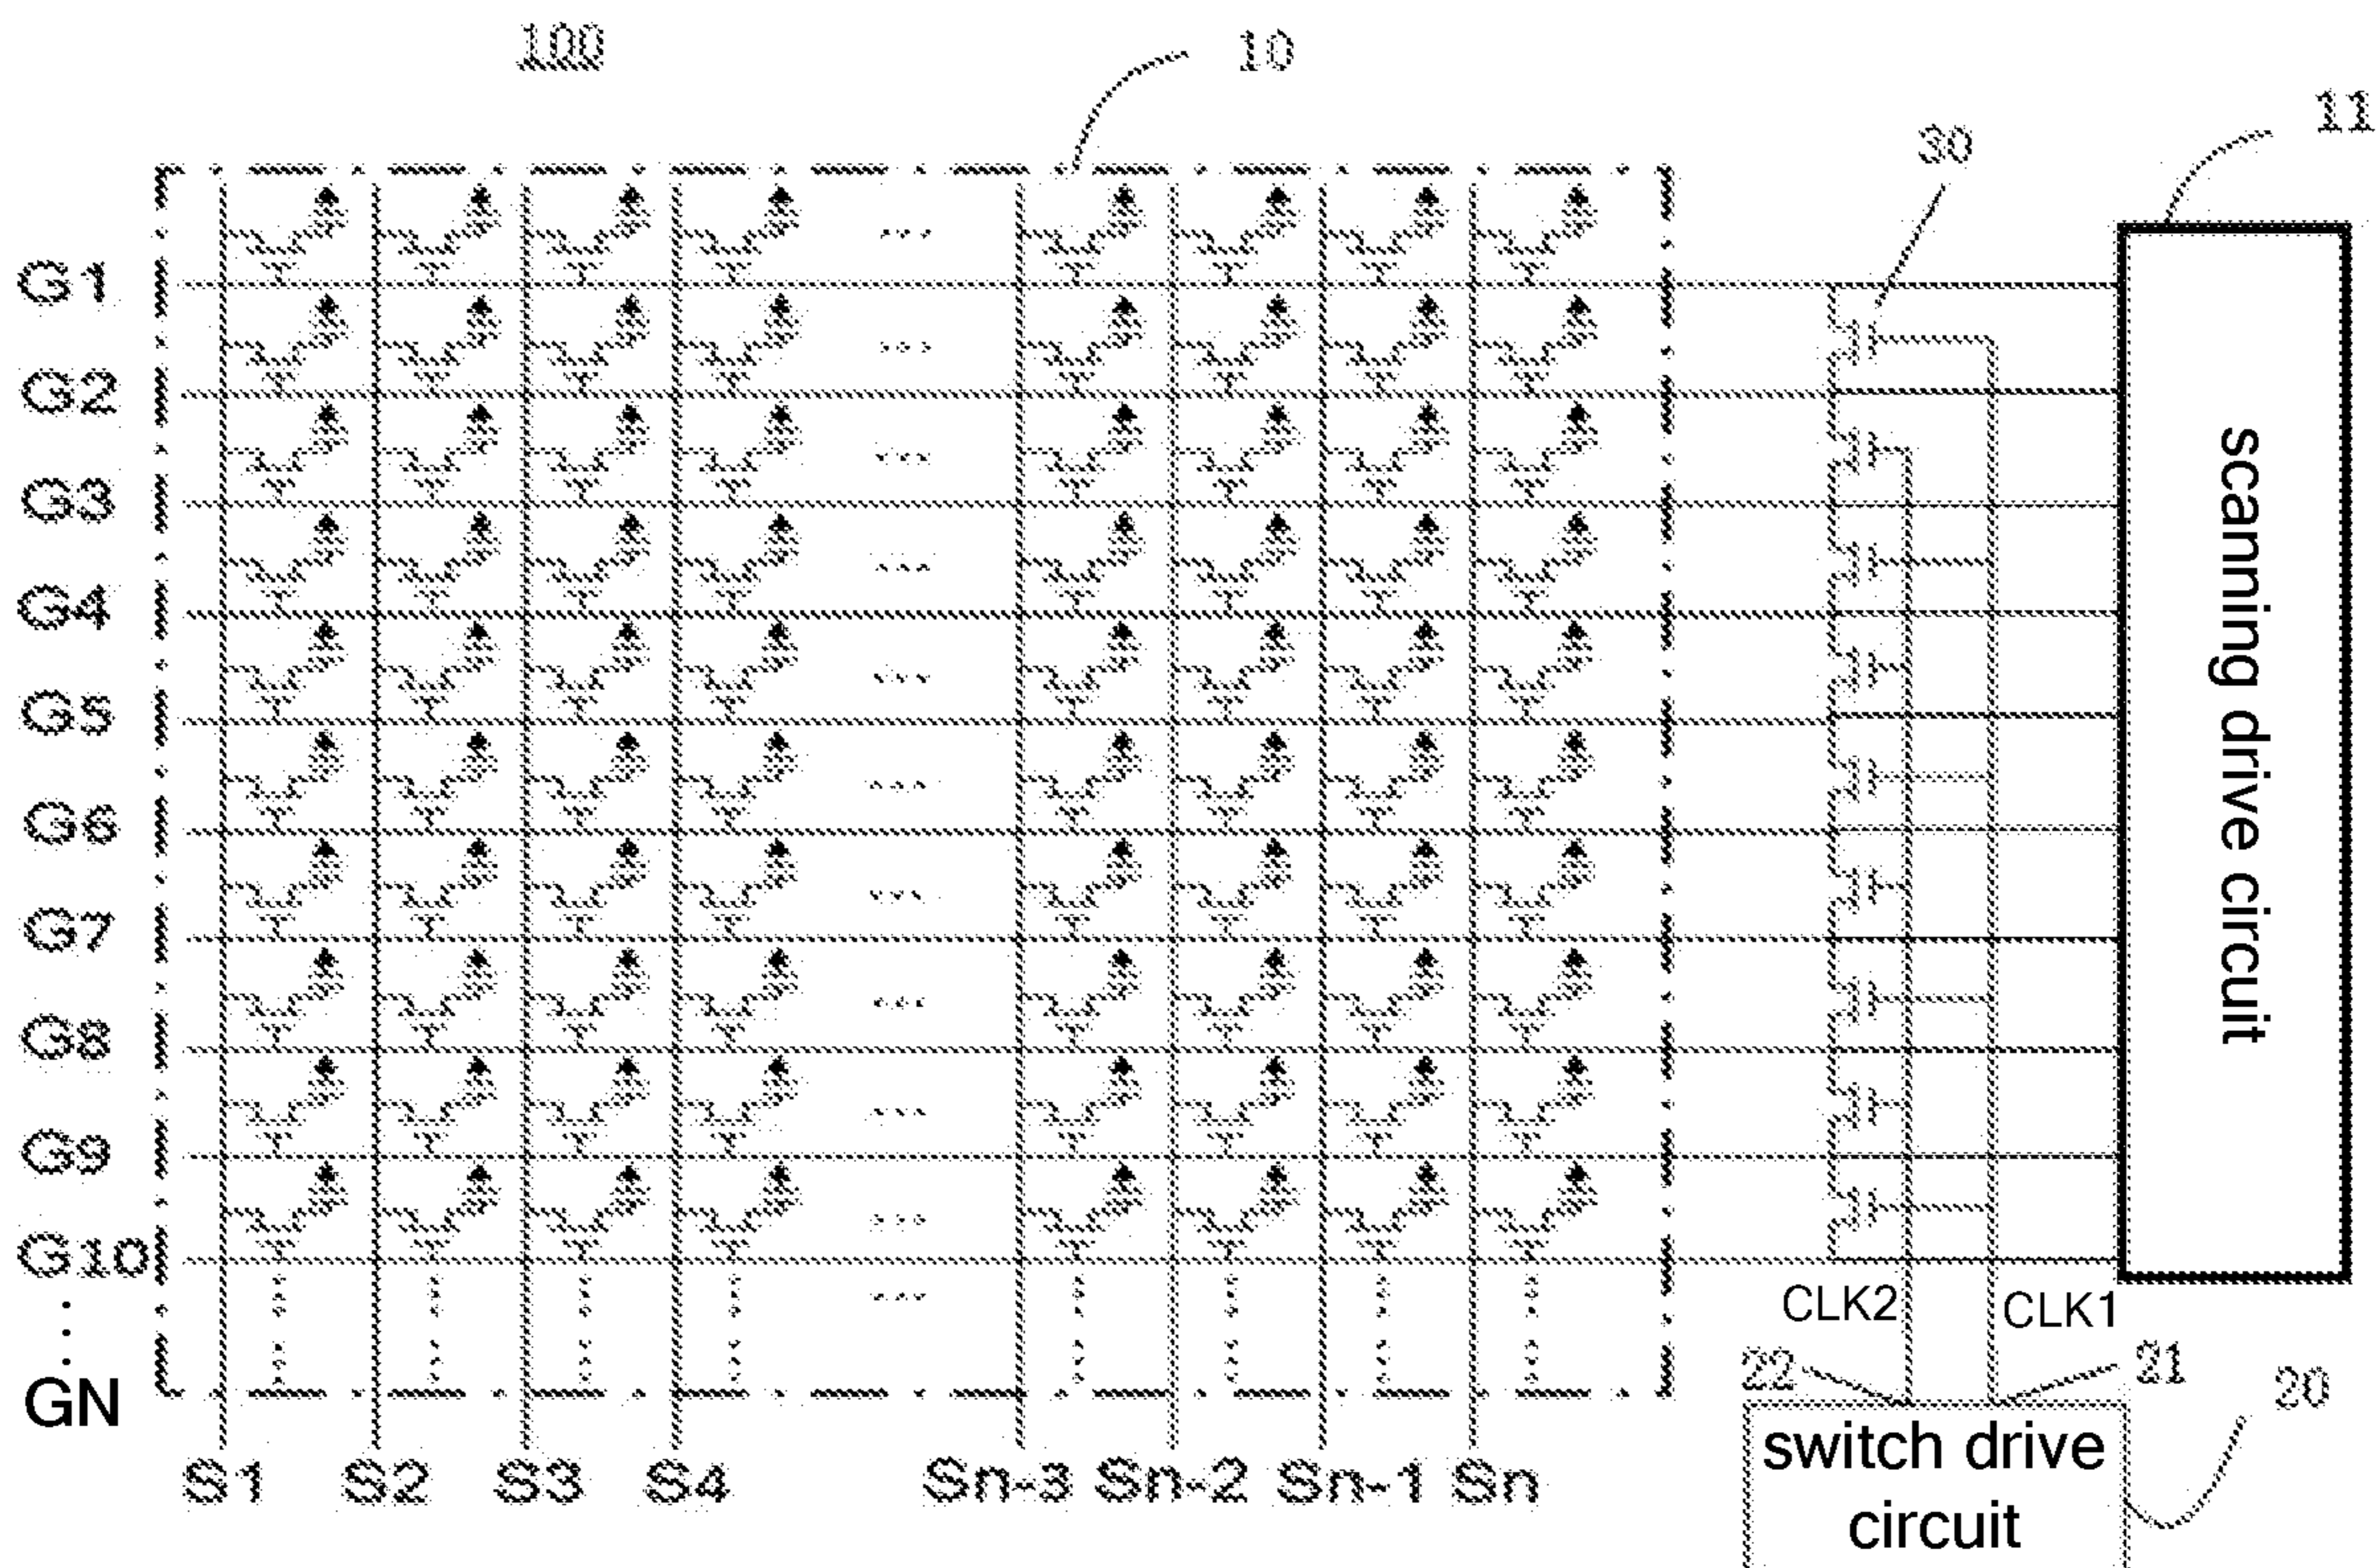 100
10
11
30
G1
G2
G3
G4
G5
G6
G7
G8
G9
G10
GN
scanning drive circuit
CLK2
CLK1
22
21
20
S1 S2 S3 S4 ... Sn-3 Sn-2 Sn-1 Sn
switch drive
circuit